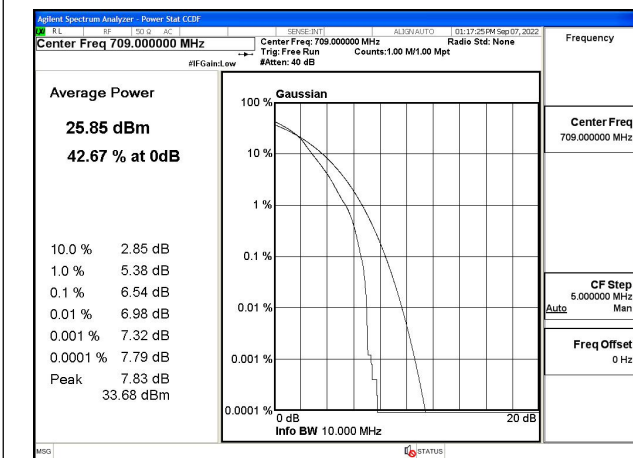 Agilent Spectrum Analyzer - Power Stat CCDF
LXI RL RF 50 Ω AC SENSE:INT ALIGN AUTO 01:17:25 PM Sep 07, 2022
Center Freq 709.000000 MHz
Center Freq: 709.000000 MHz Radio Std: None
Trig: Free Run Counts:1.00 M/1.00 Mpt
#IFGain:Low #Atten: 40 dB
Frequency
Average Power
25.85 dBm
42.67 % at 0dB
10.0 % 2.85 dB
1.0 % 5.38 dB
0.1 % 6.54 dB
0.01 % 6.98 dB
0.001 % 7.32 dB
0.0001 % 7.79 dB
Peak 7.83 dB
33.68 dBm
Gaussian
100 %
10 %
1 %
0.1 %
0.01 %
0.001 %
0.0001 %
0 dB 20 dB
Info BW 10.000 MHz
Center Freq
709.000000 MHz
CF Step
5.000000 MHz
Auto Man
Freq Offset
0 Hz
MSG STATUS